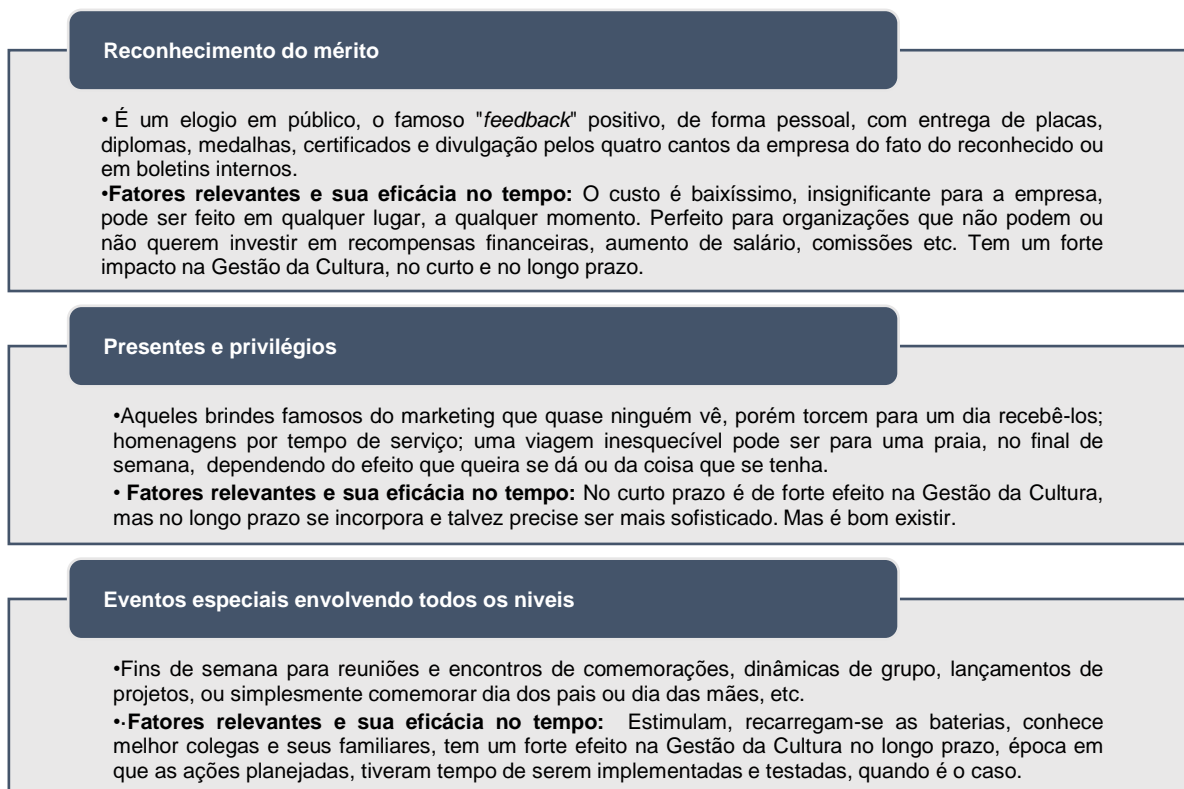 Reconhecimento do mérito
• É um elogio em público, o famoso "feedback" positivo, de forma pessoal, com entrega de placas,
diplomas, medalhas, certificados e divulgação pelos quatro cantos da empresa do fato do reconhecido ou
em boletins internos.
•Fatores relevantes e sua eficácia no tempo: O custo é baixíssimo, insignificante para a empresa,
pode ser feito em qualquer lugar, a qualquer momento. Perfeito para organizações que não podem ou
não querem investir em recompensas financeiras, aumento de salário, comissões etc. Tem um forte
impacto na Gestão da Cultura, no curto e no longo prazo.
Presentes e privilégios
•Aqueles brindes famosos do marketing que quase ninguém vê, porém torcem para um dia recebê-los;
homenagens por tempo de serviço; uma viagem inesquecível pode ser para uma praia, no final de
semana, dependendo do efeito que queira se dá ou da coisa que se tenha.
• Fatores relevantes e sua eficácia no tempo: No curto prazo é de forte efeito na Gestão da Cultura,
mas no longo prazo se incorpora e talvez precise ser mais sofisticado. Mas é bom existir.
Eventos especiais envolvendo todos os niveis
•Fins de semana para reuniões e encontros de comemorações, dinâmicas de grupo, lançamentos de
projetos, ou simplesmente comemorar dia dos pais ou dia das mães, etc.
•·Fatores relevantes e sua eficácia no tempo: Estimulam, recarregam-se as baterias, conhece
melhor colegas e seus familiares, tem um forte efeito na Gestão da Cultura no longo prazo, época em
que as ações planejadas, tiveram tempo de serem implementadas e testadas, quando é o caso.